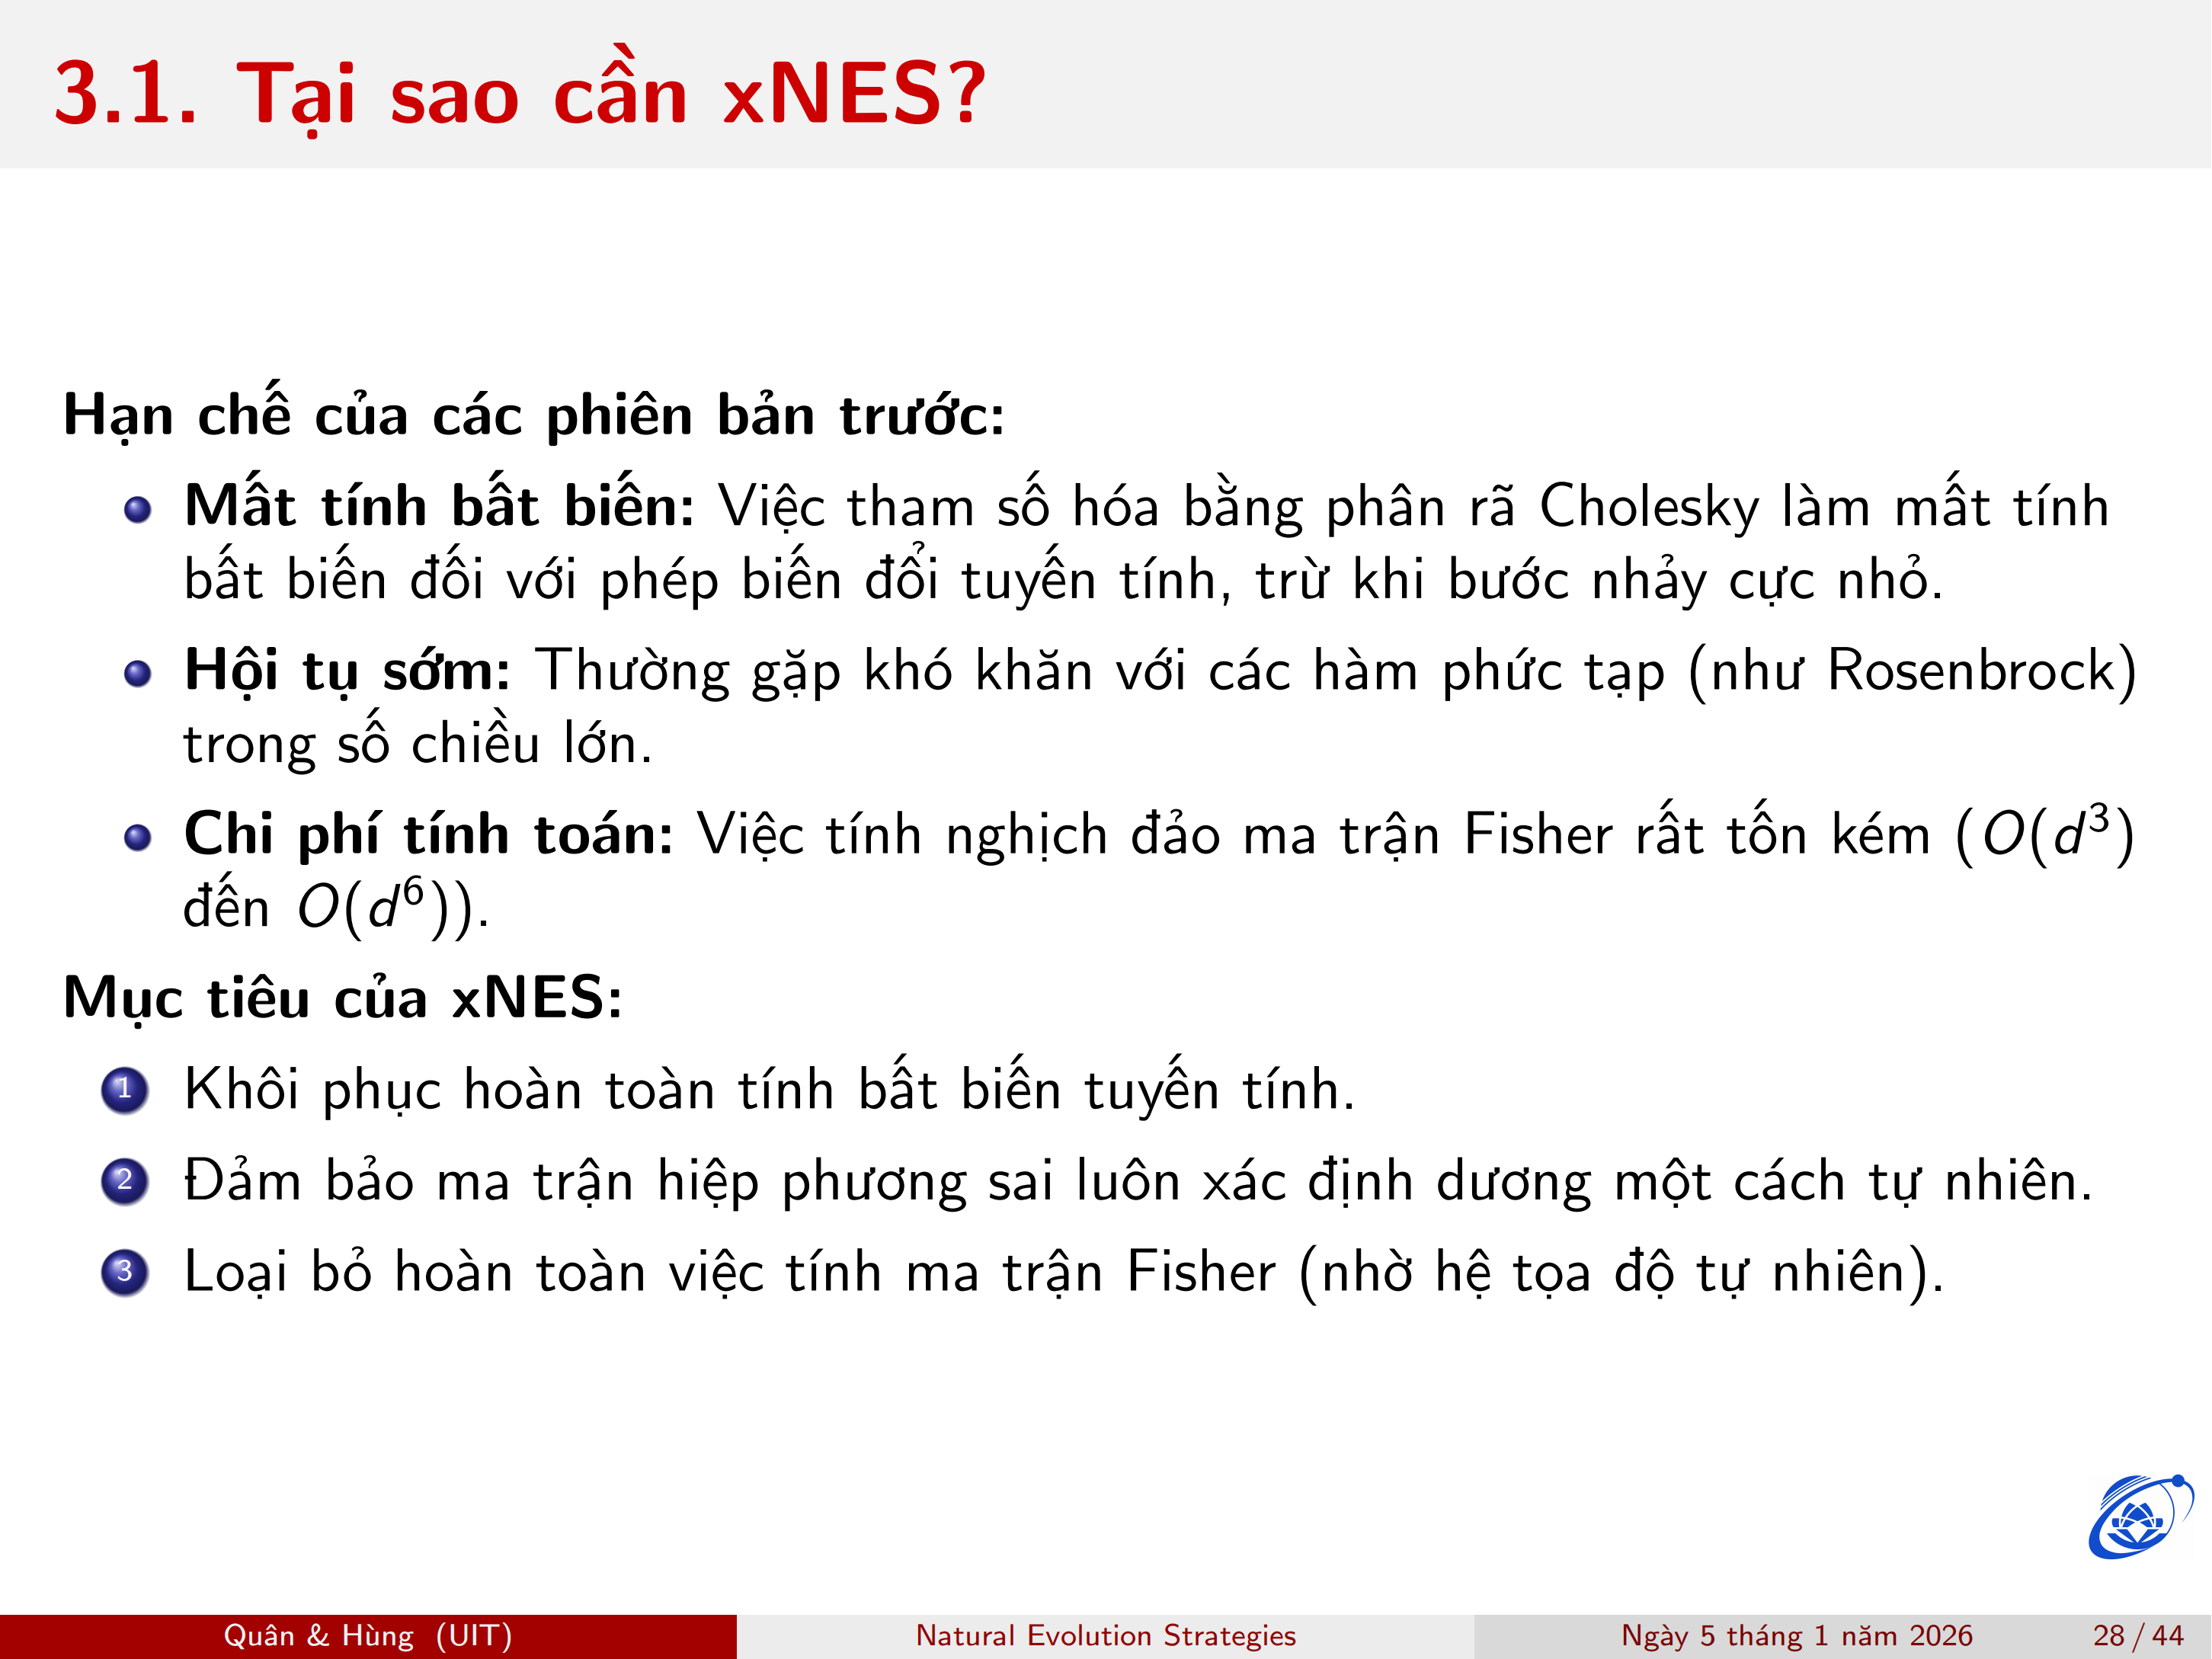 3.1. Tại sao cần xNES?
Hạn chế của các phiên bản trước:
Mất tính bất biến: Việc tham số hóa bằng phân rã Cholesky làm mất tính
bất biến đối với phép biến đổi tuyến tính, trừ khi bước nhảy cực nhỏ.
Hội tụ sớm: Thường gặp khó khăn với các hàm phức tạp (như Rosenbrock)
trong số chiều lớn.
Chi phí tính toán: Việc tính nghịch đảo ma trận Fisher rất tốn kém (O(d³)
đến O(d⁶)).
Mục tiêu của xNES:
1 Khôi phục hoàn toàn tính bất biến tuyến tính.
2 Đảm bảo ma trận hiệp phương sai luôn xác định dương một cách tự nhiên.
3 Loại bỏ hoàn toàn việc tính ma trận Fisher (nhờ hệ tọa độ tự nhiên).
Quân & Hùng (UIT) Natural Evolution Strategies Ngày 5 tháng 1 năm 2026 28 / 44